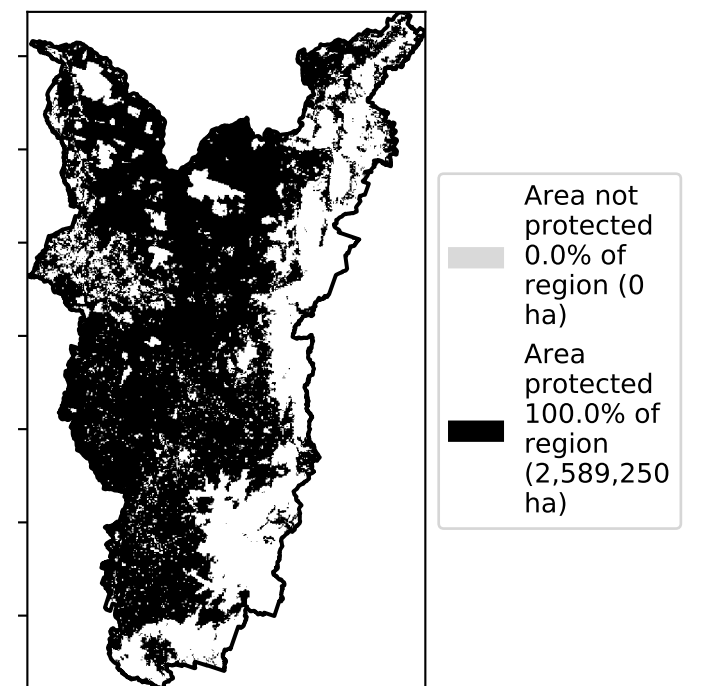 Area not
protected
0.0% of
region (0
ha)
Area
protected
100.0% of
region
(2,589,250
ha)